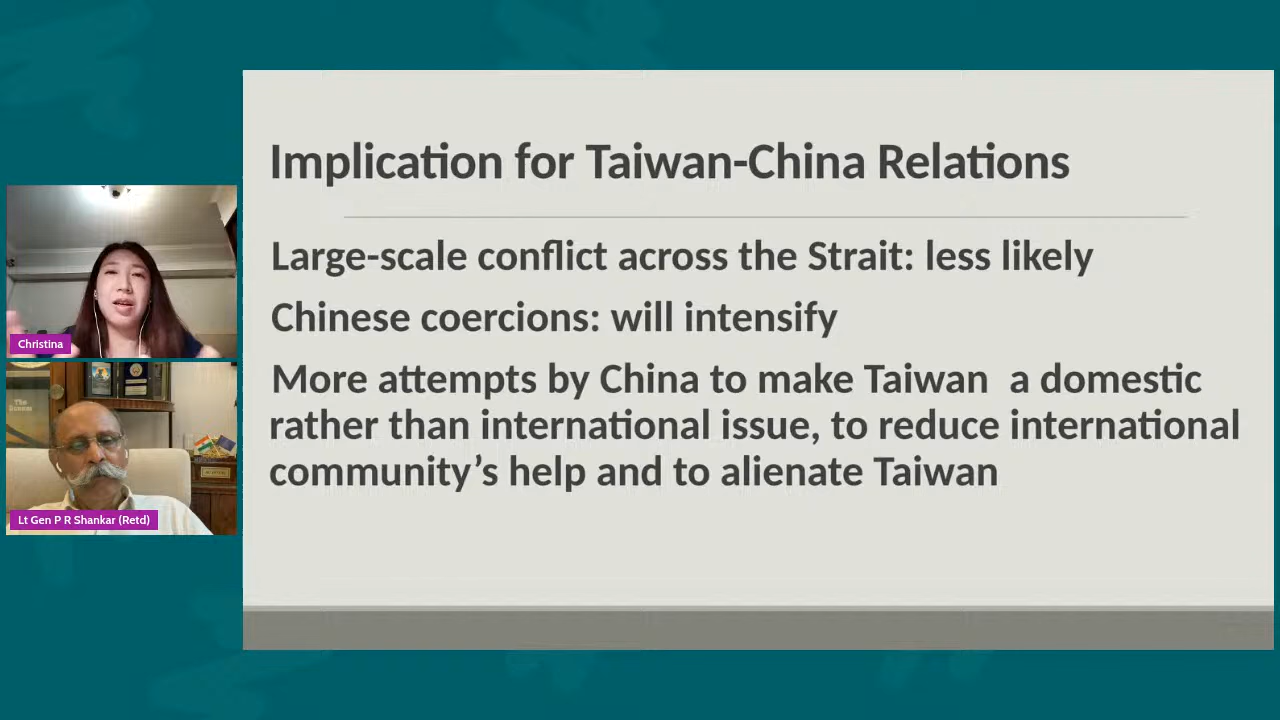 Implication for Taiwan-China Relations
Large-scale conflict across the Strait: less likely
Chinese coercions: will intensify
More attempts by China to make Taiwan  a domestic
rather than international issue, to reduce international
community’s help and to alienate Taiwan
Christina
Lt Gen P R Shankar (Retd)